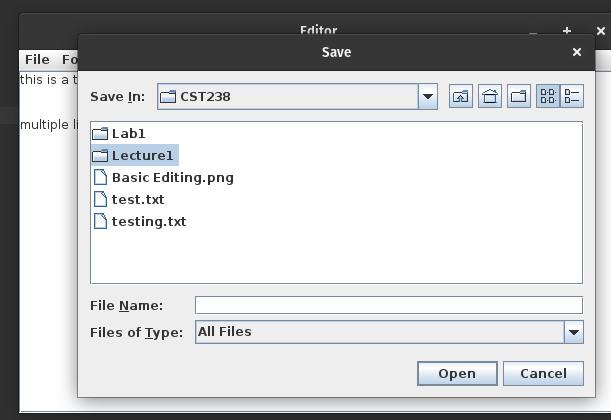 Editor
File Fo
this is a t
multiple li
Save
Save In: CST238
Lab1
Lecture1
Basic Editing.png
test.txt
testing.txt
File Name:
Files of Type: All Files
Open Cancel